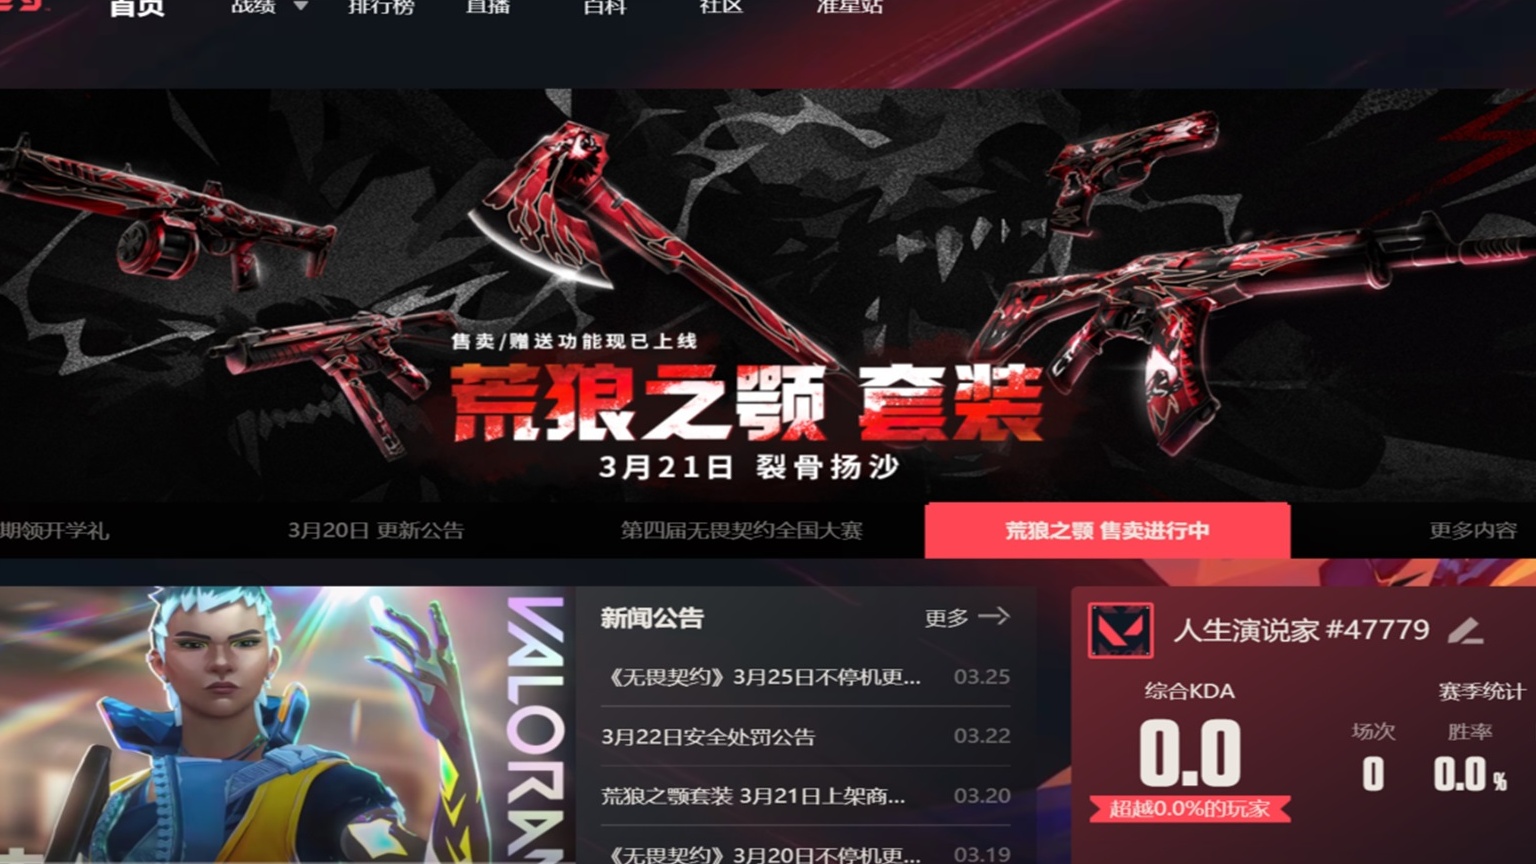 首页 战绩 排行榜 直播 百科 社区 准星站
售卖/赠送功能现已上线
荒狼之颚 套装
3月21日 裂骨扬沙
期领开学礼 3月20日 更新公告 第四届无畏契约全国大赛 荒狼之颚 售卖进行中 更多内容
VALORAN
新闻公告 更多
《无畏契约》3月25日不停机更... 03.25
3月22日安全处罚公告 03.22
荒狼之颚套装 3月21日上架商... 03.20
《无畏契约》3月20日不停机更... 03.19
人生演说家 #47779
综合KDA 赛季统计
0.0
场次 胜率
0 0.0%
超越0.0%的玩家